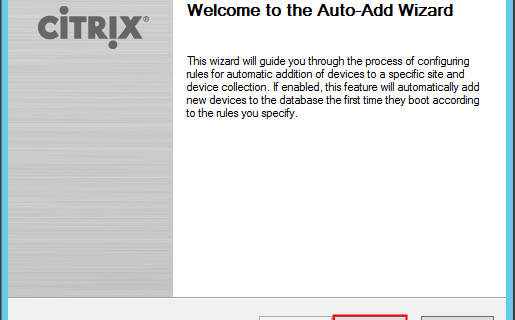 CİTRIX®
Welcome to the Auto-Add Wizard
This wizard will guide you through the process of configuring
rules for automatic addition of devices to a specific site and
device collection. If enabled, this feature will automatically add
new devices to the database the first time they boot according
to the rules you specify.